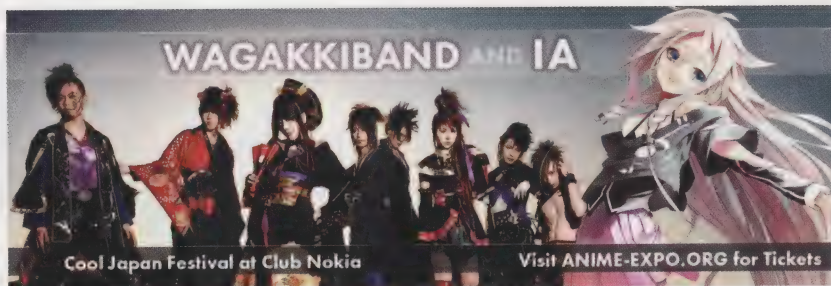 WAGAKKIBAND AND IA
Cool Japan Festival at Club Nokia
Visit ANIME-EXPO.ORG for Tickets